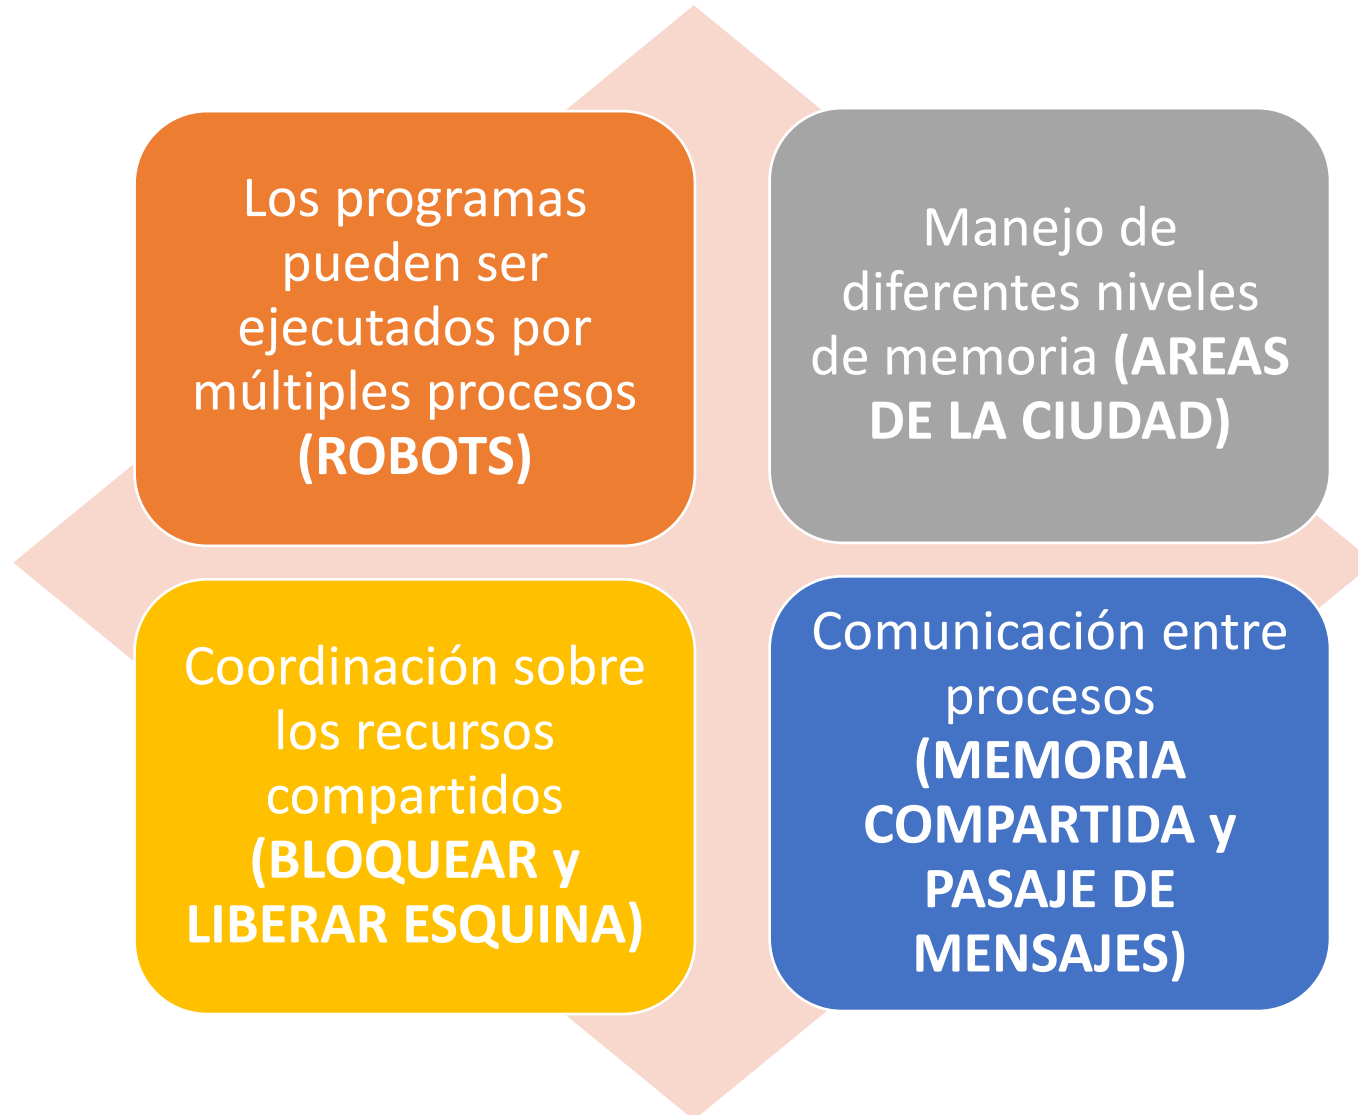 Los programas
pueden ser
ejecutados por
múltiples procesos
(ROBOTS)
Manejo de
diferentes niveles
de memoria (AREAS
DE LA CIUDAD)
Coordinación sobre
los recursos
compartidos
(BLOQUEAR y
LIBERAR ESQUINA)
Comunicación entre
procesos
(MEMORIA
COMPARTIDA y
PASAJE DE
MENSAJES)